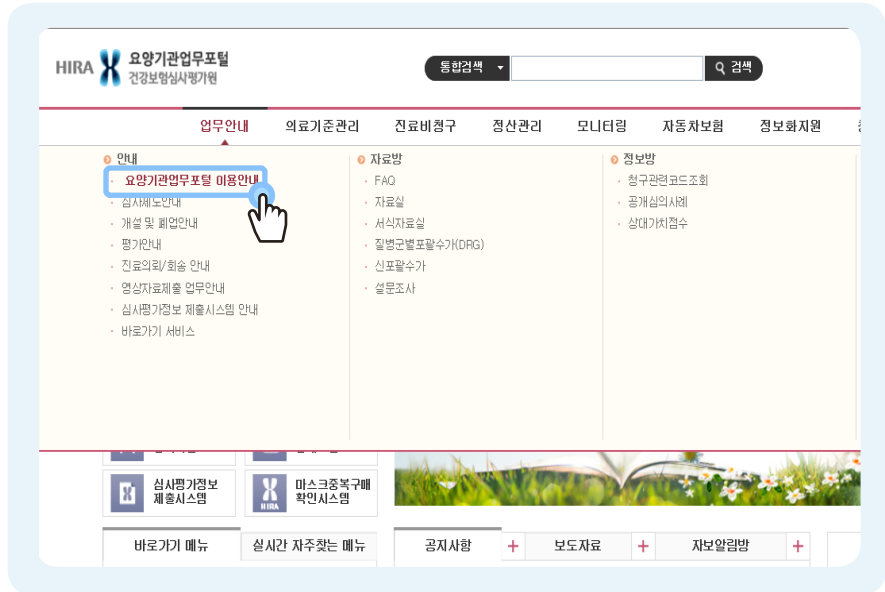 HIRA 요양기관업무포털
건강보험심사평가원
통합검색
검색
업무안내 의료기준관리 진료비청구 정산관리 모니터링 자동차보험 정보화지원
안내
요양기관업무포털 이용안내
심사제도안내
개설 및 폐업안내
평가안내
진료의뢰/회송 안내
영상자료제출 업무안내
심사평가정보 제출시스템 안내
바로가기 서비스
자료방
FAQ
자료실
서식자료실
질병군별포괄수가(DRG)
신포괄수가
설문조사
정보방
청구관련코드조회
공개심의사례
상대가치점수
심사평가정보
제출시스템
HIRA
마스크중복구매
확인시스템
바로가기 메뉴 실시간 자주찾는 메뉴 공지사항 + 보도자료 + 자보알림방 +